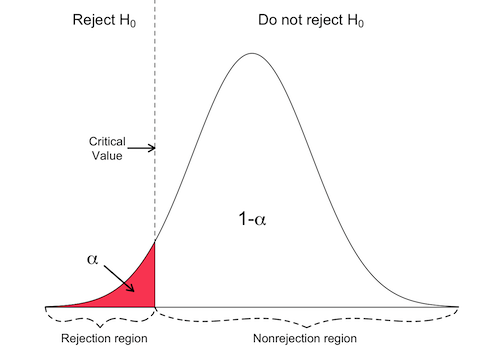 Reject H₀
Do not reject H₀
Critical
Value
1-α
α
Rejection region
Nonrejection region